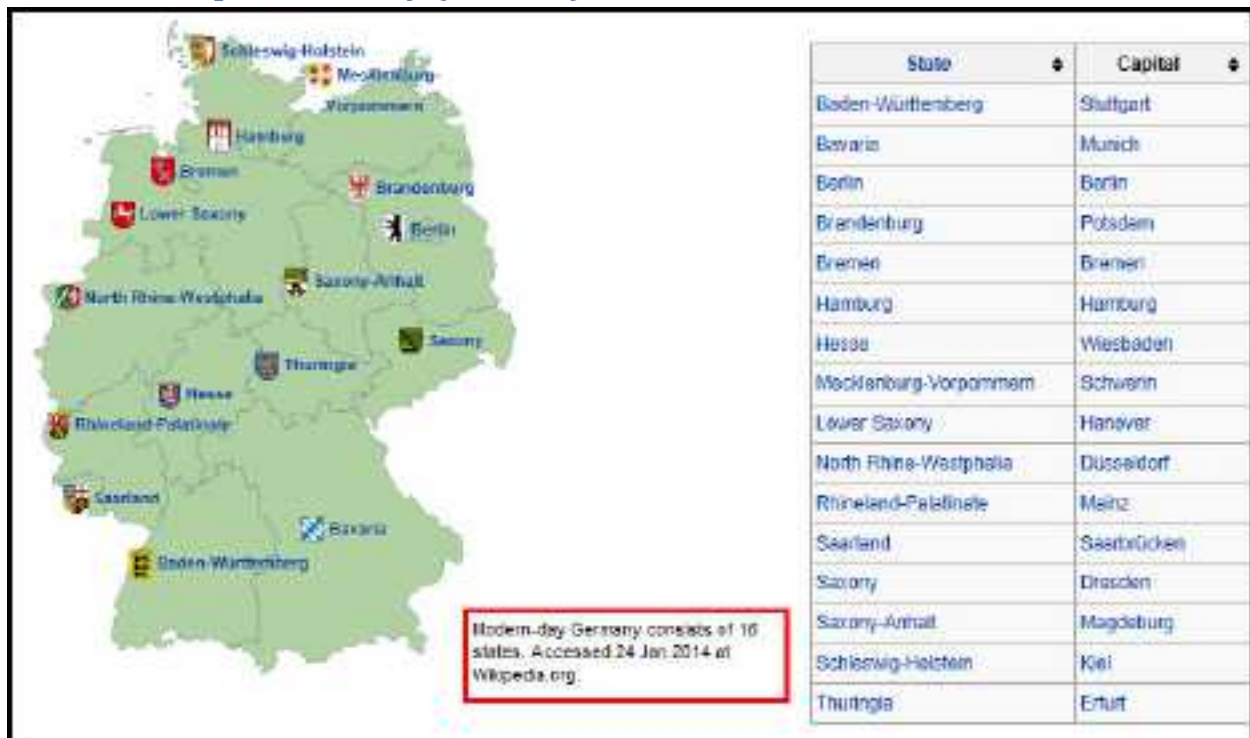 Schleswig-Holstein
Mecklenburg-
Vorpommern
Hamburg
Bremen
Brandenburg
Lower Saxony
Berlin
Saxony-Anhalt
North Rhine-Westphalia
Saxony
Thuringia
Hesse
Rhineland-Palatinate
Saarland
Bavaria
Baden-Württemberg
Modern-day Germany consists of 16
states. Accessed 24 Jan 2014 at
Wikipedia.org
State Capital
Baden-Württemberg Stuttgart
Bavaria Munich
Berlin Berlin
Brandenburg Potsdam
Bremen Bremen
Hamburg Hamburg
Hesse Wiesbaden
Mecklenburg-Vorpommern Schwerin
Lower Saxony Hanover
North Rhine-Westphalia Düsseldorf
Rhineland-Palatinate Mainz
Saarland Saarbrücken
Saxony Dresden
Saxony-Anhalt Magdeburg
Schleswig-Holstein Kiel
Thuringia Erfurt